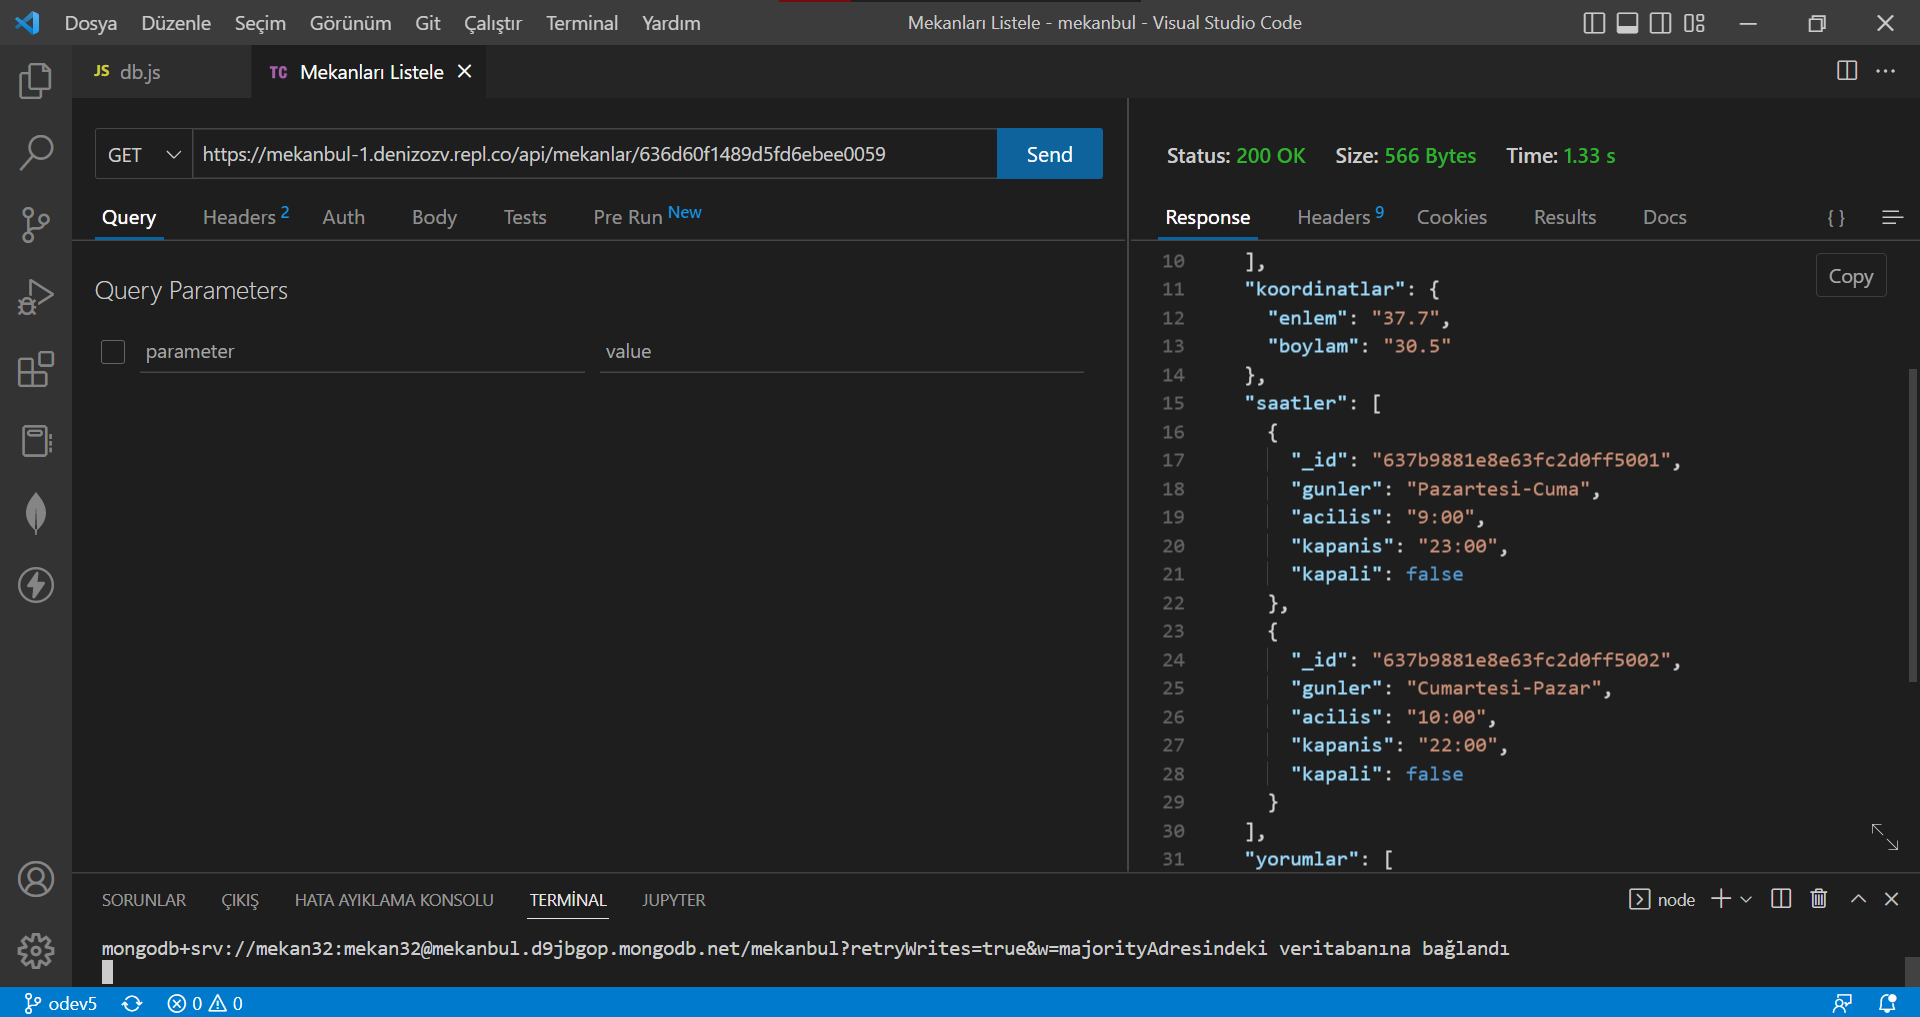 Dosya Düzenle Seçim Görünüm Git Çalıştır Terminal Yardım Mekanları Listele - mekanbul - Visual Studio Code
JS db.js TC Mekanları Listele
GET https://mekanbul-1.denizozv.repl.co/api/mekanlar/636d60f1489d5fd6ebee0059 Send
Query Headers 2 Auth Body Tests Pre Run New
Query Parameters
parameter value
Status: 200 OK Size: 566 Bytes Time: 1.33 s
Response Headers 9 Cookies Results Docs { }
Copy
10 ],
11 "koordinatlar": {
12 "enlem": "37.7",
13 "boylam": "30.5"
14 },
15 "saatler": [
16 {
17 "_id": "637b9881e8e63fc2d0ff5001",
18 "gunler": "Pazartesi-Cuma",
19 "acilis": "9:00",
20 "kapanis": "23:00",
21 "kapali": false
22 },
23 {
24 "_id": "637b9881e8e63fc2d0ff5002",
25 "gunler": "Cumartesi-Pazar",
26 "acilis": "10:00",
27 "kapanis": "22:00",
28 "kapali": false
29 }
30 ],
31 "yorumlar": [
SORUNLAR ÇIKIŞ HATA AYIKLAMA KONSOLU TERMİNAL JUPYTER node
mongodb+srv://mekan32:mekan32@mekanbul.d9jbgop.mongodb.net/mekanbul?retryWrites=true&w=majorityAdresindeki veritabanına bağlandı
odev5 0 0